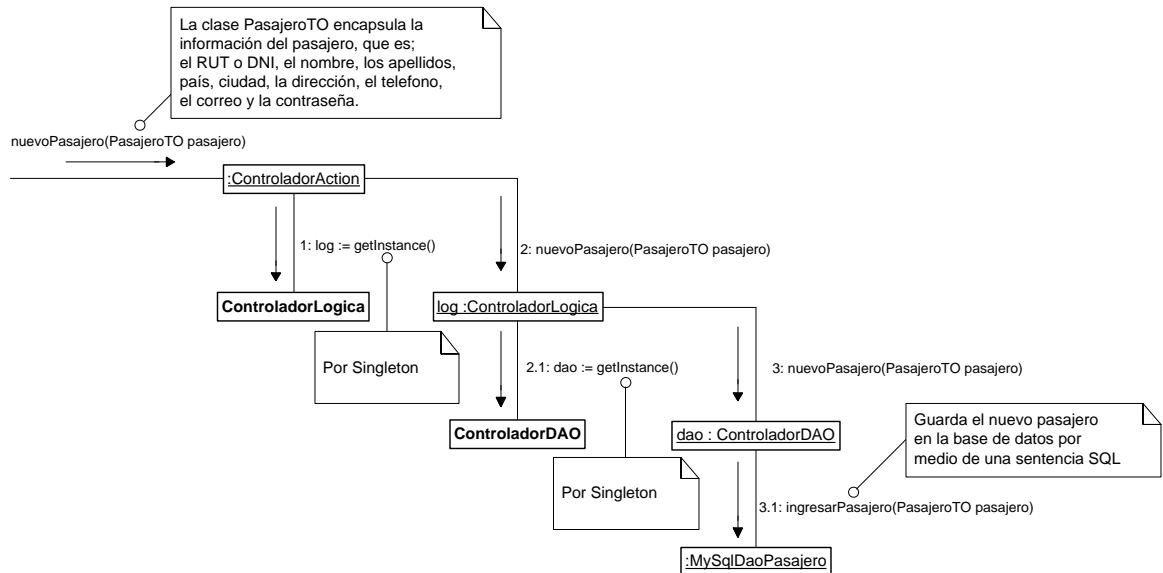 La clase PasajeroTO encapsula la
información del pasajero, que es;
el RUT o DNI, el nombre, los apellidos,
país, ciudad, la dirección, el telefono,
el correo y la contraseña.
nuevoPasajero(PasajeroTO pasajero)
:ControladorAction
1: log := getInstance()
2: nuevoPasajero(PasajeroTO pasajero)
ControladorLogica
log :ControladorLogica
Por Singleton
2.1: dao := getInstance()
3: nuevoPasajero(PasajeroTO pasajero)
ControladorDAO
dao : ControladorDAO
Guarda el nuevo pasajero
en la base de datos por
medio de una sentencia SQL
Por Singleton
3.1: ingresarPasajero(PasajeroTO pasajero)
:MySqlDaoPasajero